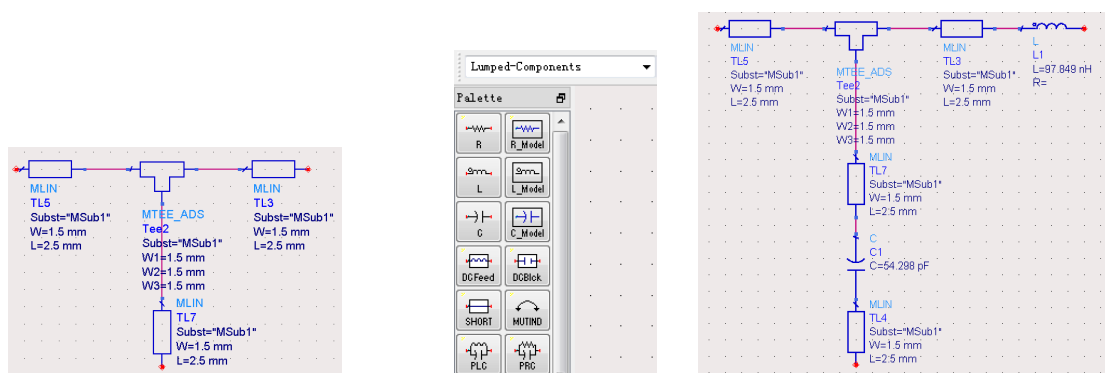 MLIN
TL5
Subst="MSub1"
W=1.5 mm
L=2.5 mm
MTEE_ADS
Tee2
Subst="MSub1"
W1=1.5 mm
W2=1.5 mm
W3=1.5 mm
MLIN
TL3
Subst="MSub1"
W=1.5 mm
L=2.5 mm
MLIN
TL7
Subst="MSub1"
W=1.5 mm
L=2.5 mm
Lumped-Components
Palette
R R_Model
L L_Model
C C_Model
DCFeed DCBlck
SHORT MUTIND
PLC PRC
MLIN
TL5
Subst="MSub1"
W=1.5 mm
L=2.5 mm
MTEE_ADS
Tee2
Subst="MSub1"
W1=1.5 mm
W2=1.5 mm
W3=1.5 mm
MLIN
TL3
Subst="MSub1"
W=1.5 mm
L=2.5 mm
L
L1
L=97.849 nH
R=
MLIN
TL7
Subst="MSub1"
W=1.5 mm
L=2.5 mm
C
C1
C=54.298 pF
MLIN
TL4
Subst="MSub1"
W=1.5 mm
L=2.5 mm